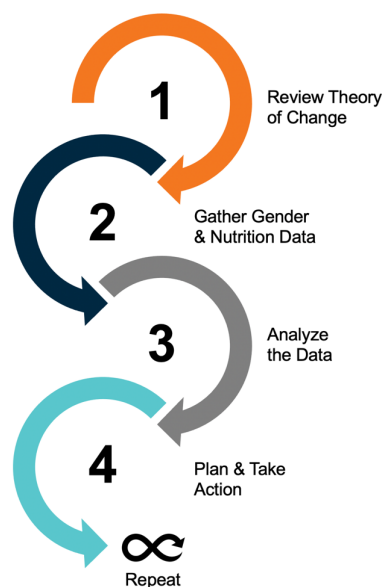 1
Review Theory
of Change
2
Gather Gender
& Nutrition Data
3
Analyze
the Data
4
Plan & Take
Action
Repeat